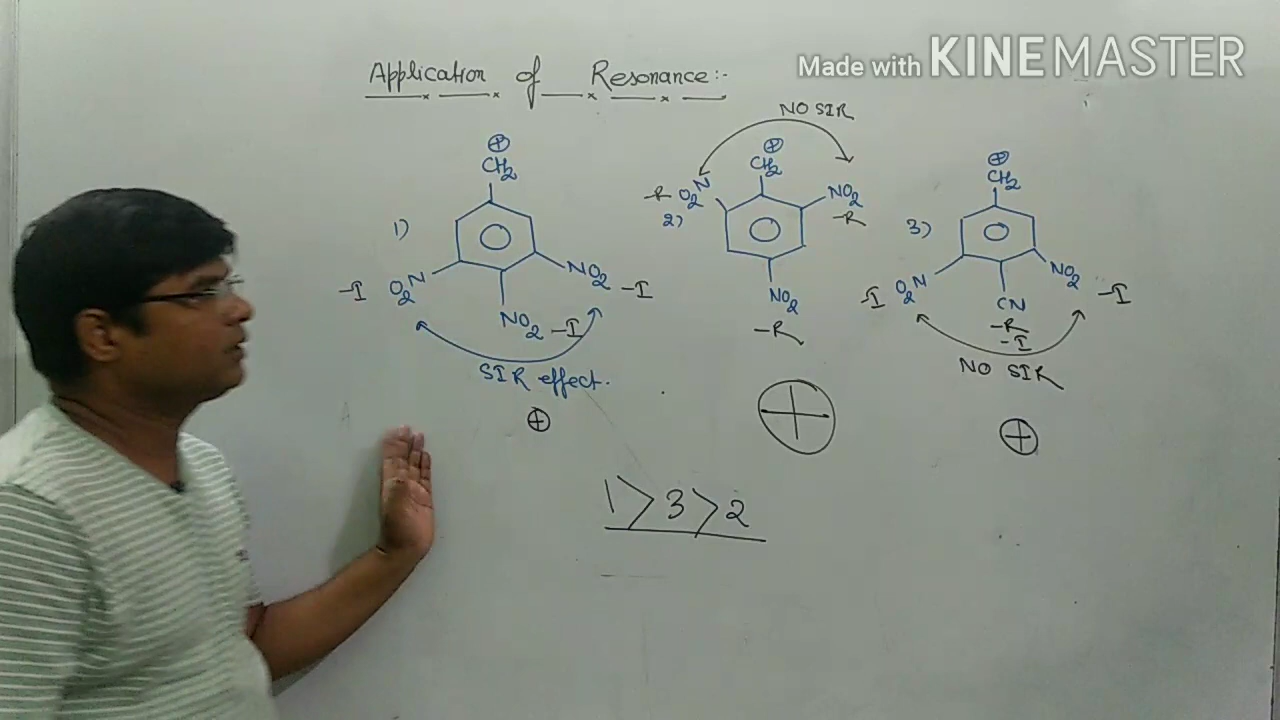 Made with KINEMASTER
Application of Resonance:-
NO SIR
⊕
CH2
1)
O2N
-I
NO2
-I
NO2 -I
SIR effect.
⊕
⊕
CH2
-R O2N
2)
NO2
-R
NO2
-R
⊕
⊕
CH2
3)
-I O2N
NO2
-I
CN
-R
-I
NO SIR
⊕
1>3>2